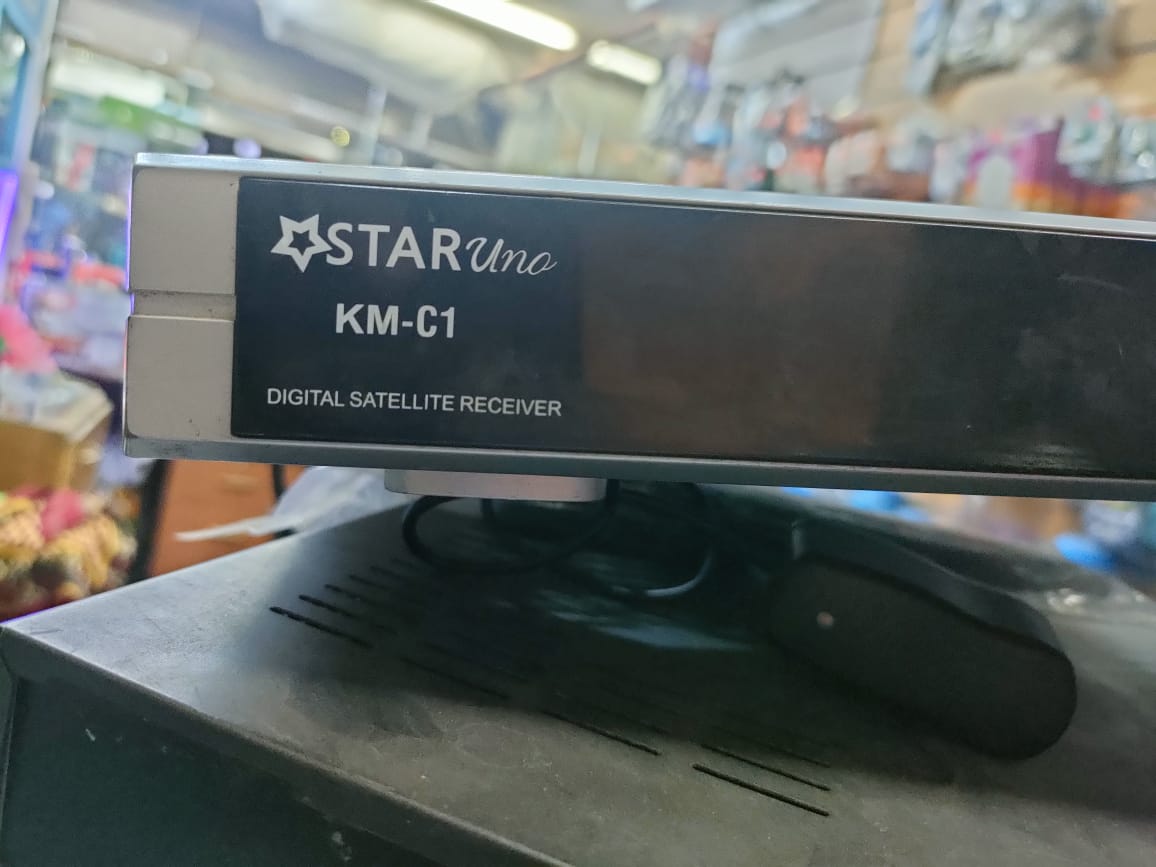 STAR Uno
KM-C1
DIGITAL SATELLITE RECEIVER